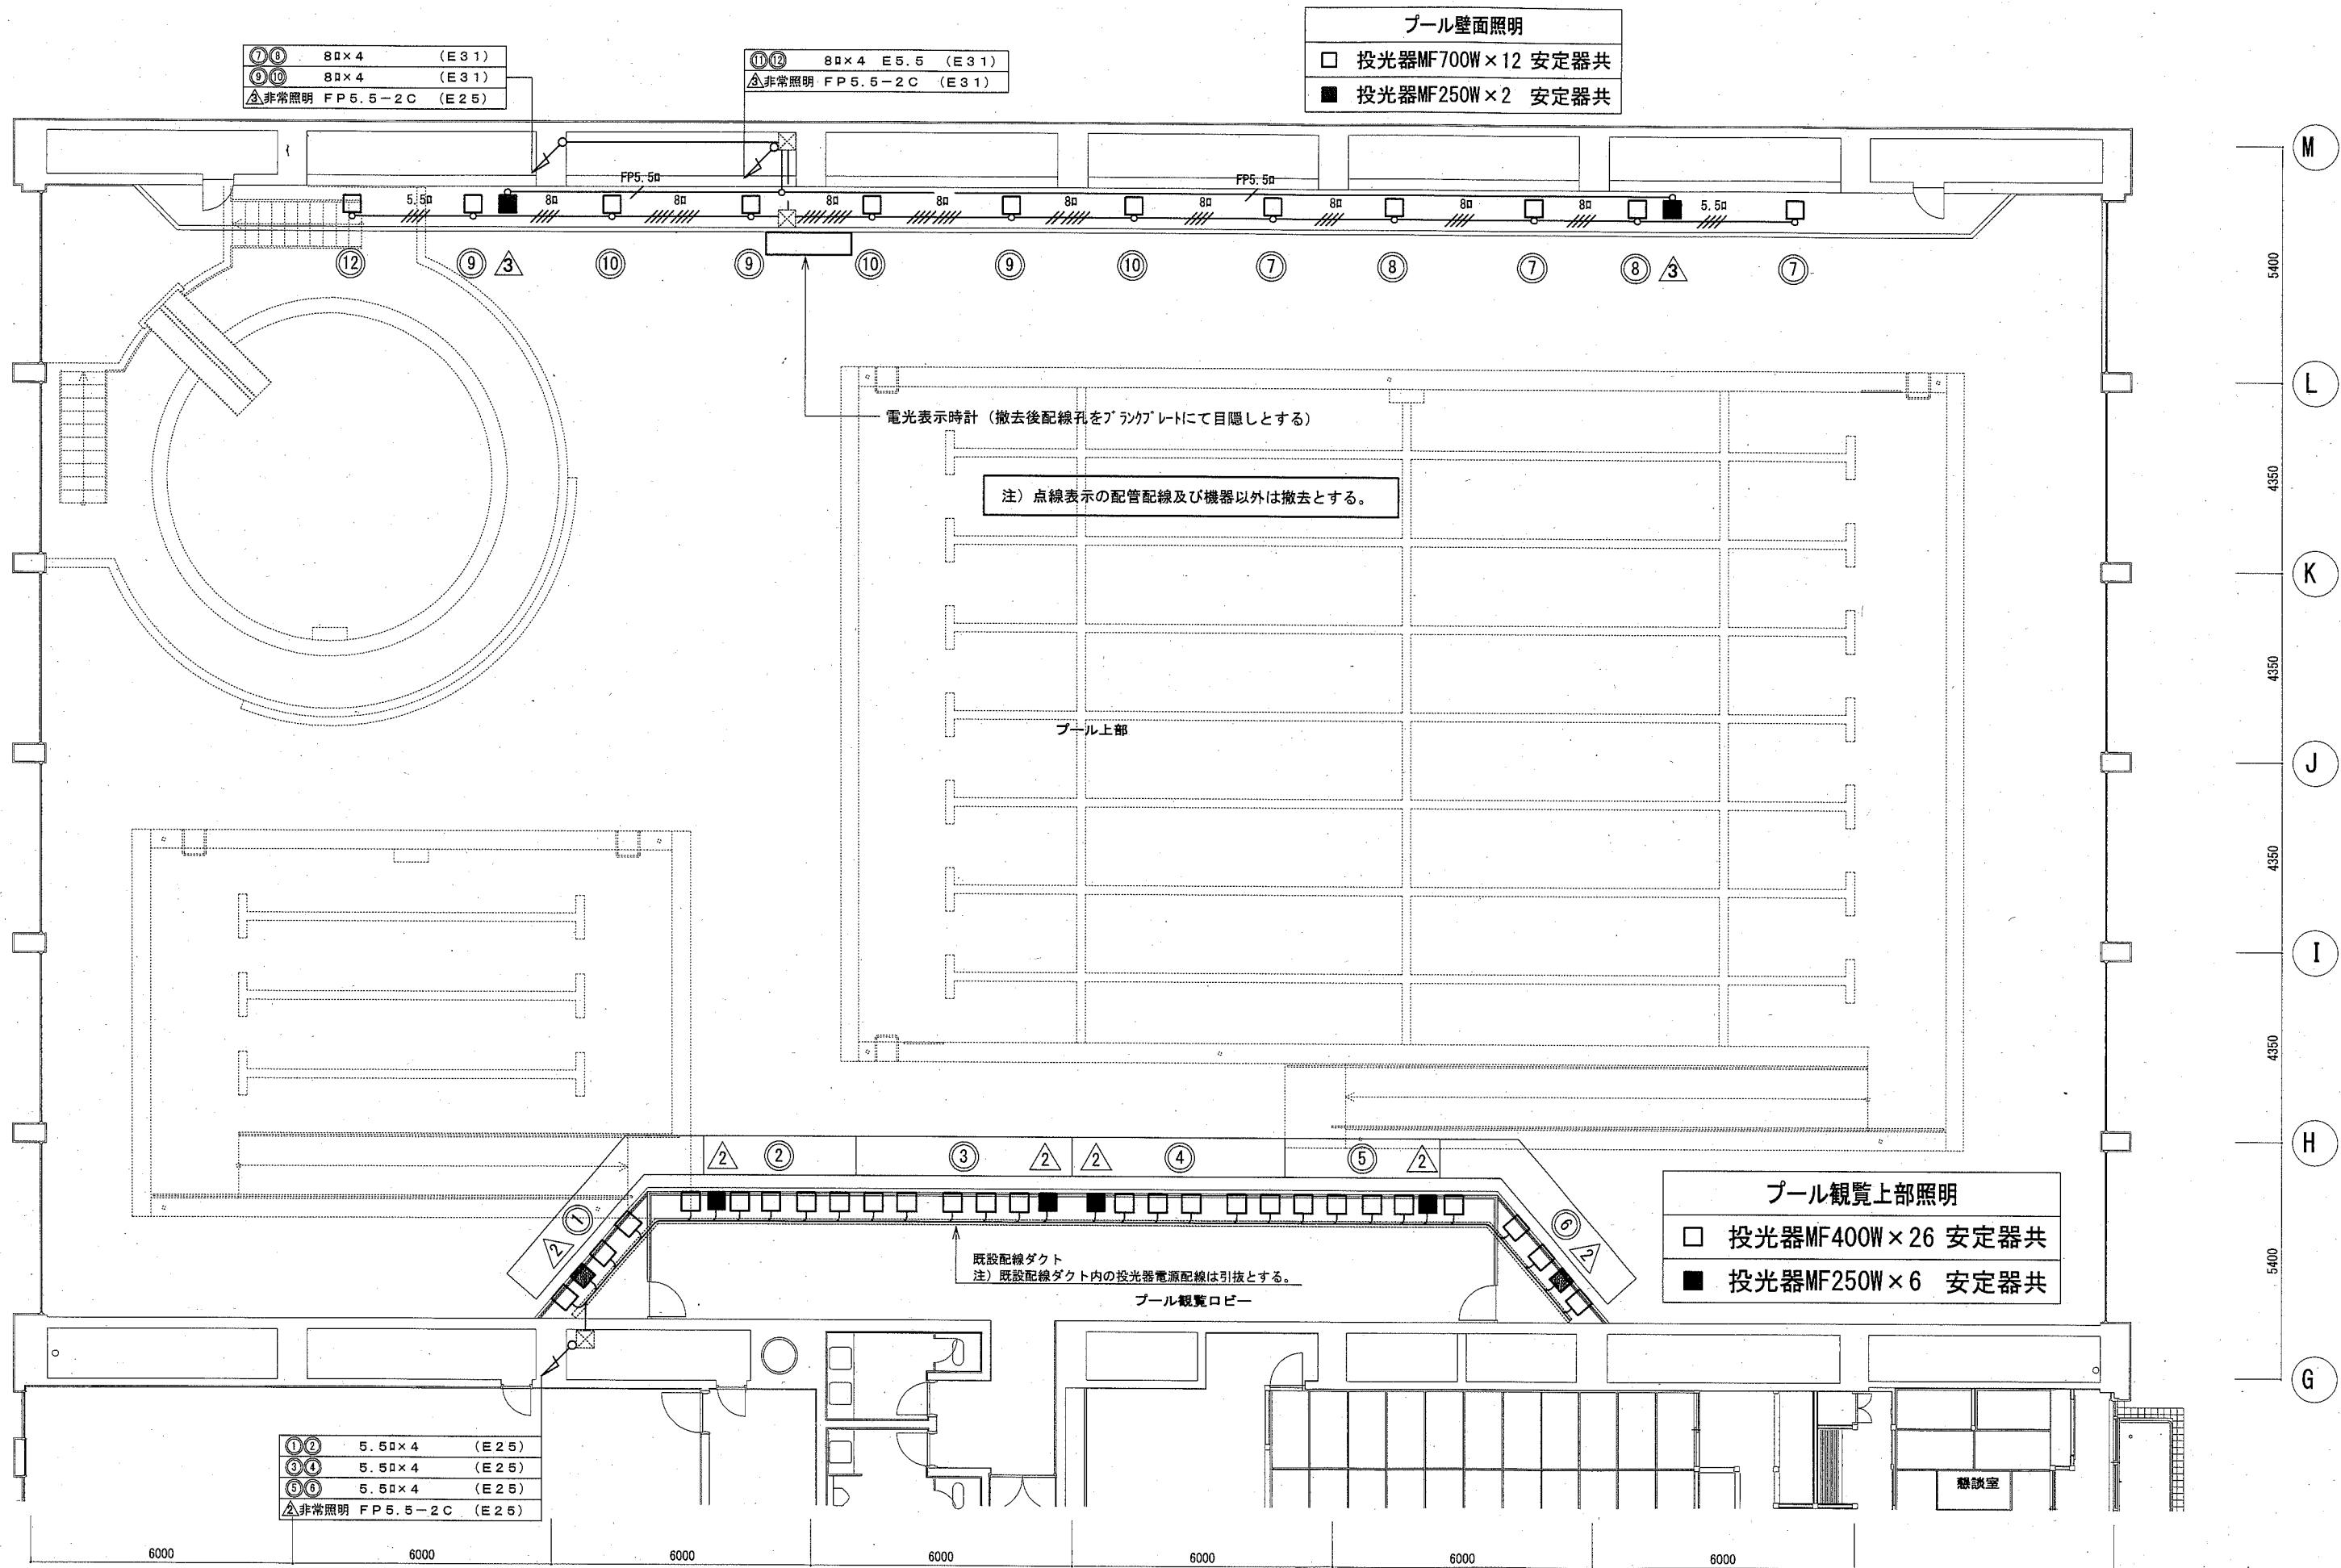 プール壁面照明
□ 投光器MF700W×12 安定器共
■ 投光器MF250W×2 安定器共
⑦⑧ 8□×4 (E31)
⑨⑩ 8□×4 (E31)
3 非常照明 FP5.5-2C (E25)
⑪⑫ 8□×4 E5.5 (E31)
3 非常照明 FP5.5-2C (E31)
M
FP5.5□
FP5.5□
5.5□ 8□ 8□ 8□ 8□ 8□ 8□ 8□ 8□ 8□ 5.5□
⑫ ⑨ 3 ⑩ ⑨ ⑩ ⑨ ⑩ ⑦ ⑧ ⑦ ⑧ 3 ⑦
5400
L
電光表示時計（撤去後配線孔をブランクプレートにて目隠しとする）
4350
注）点線表示の配管配線及び機器以外は撤去とする。
K
4350
プール上部
J
4350
I
4350
H
2 ② ③ 2 2 ④ ⑤ 2
① 2
⑥ 2
プール観覧上部照明
□ 投光器MF400W×26 安定器共
■ 投光器MF250W×6 安定器共
5400
既設配線ダクト
注）既設配線ダクト内の投光器電源配線は引抜とする。
プール観覧ロビー
G
①② 5.5□×4 (E25)
③④ 5.5□×4 (E25)
⑤⑥ 5.5□×4 (E25)
2 非常照明 FP5.5-2C (E25)
懇談室
6000 6000 6000 6000 6000 6000 6000